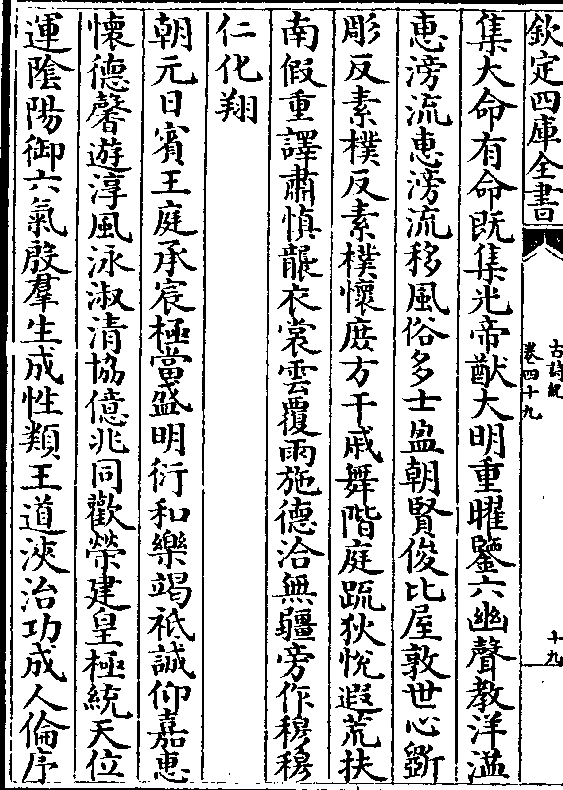 欽定四庫全書
古詩紀
卷四十九
十九
集大命有命既集光帝猷大明重曜鑒六幽聲教洋溢
惠滂流惠滂流移風俗多士盈朝賢俊比屋敦世心斵
彫反素樸反素樸懷庶方干戚舞階庭疏狄恱遐荒扶
南假重譯肅慎襲衣裳雲覆雨施德洽無疆旁作穆穆
仁化翔
朝元日賓王庭承宸極當盛明衍和樂竭祗誠仰嘉惠
懷德馨遊淳風泳淑清協億兆同歡榮建皇極統天位
運隂陽御六氣殷羣生成性類王道浹治功成人倫序